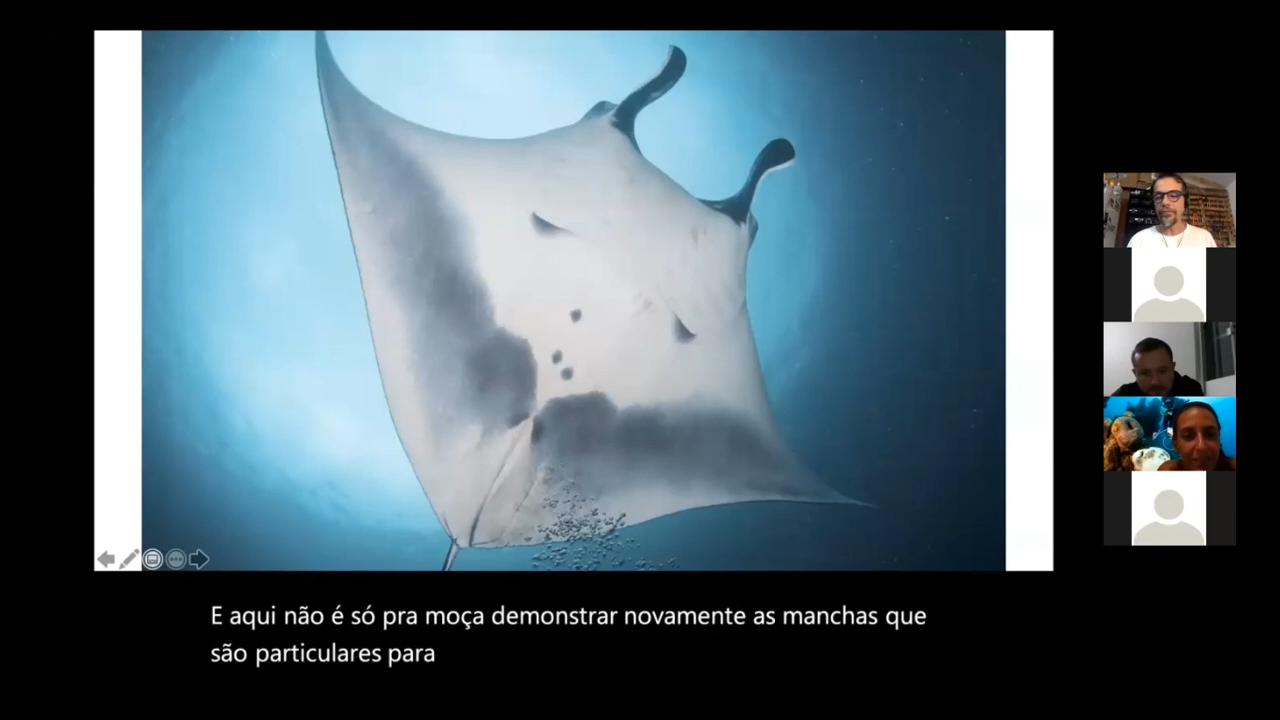 E aqui não é só pra moça demonstrar novamente as manchas que
são particulares para